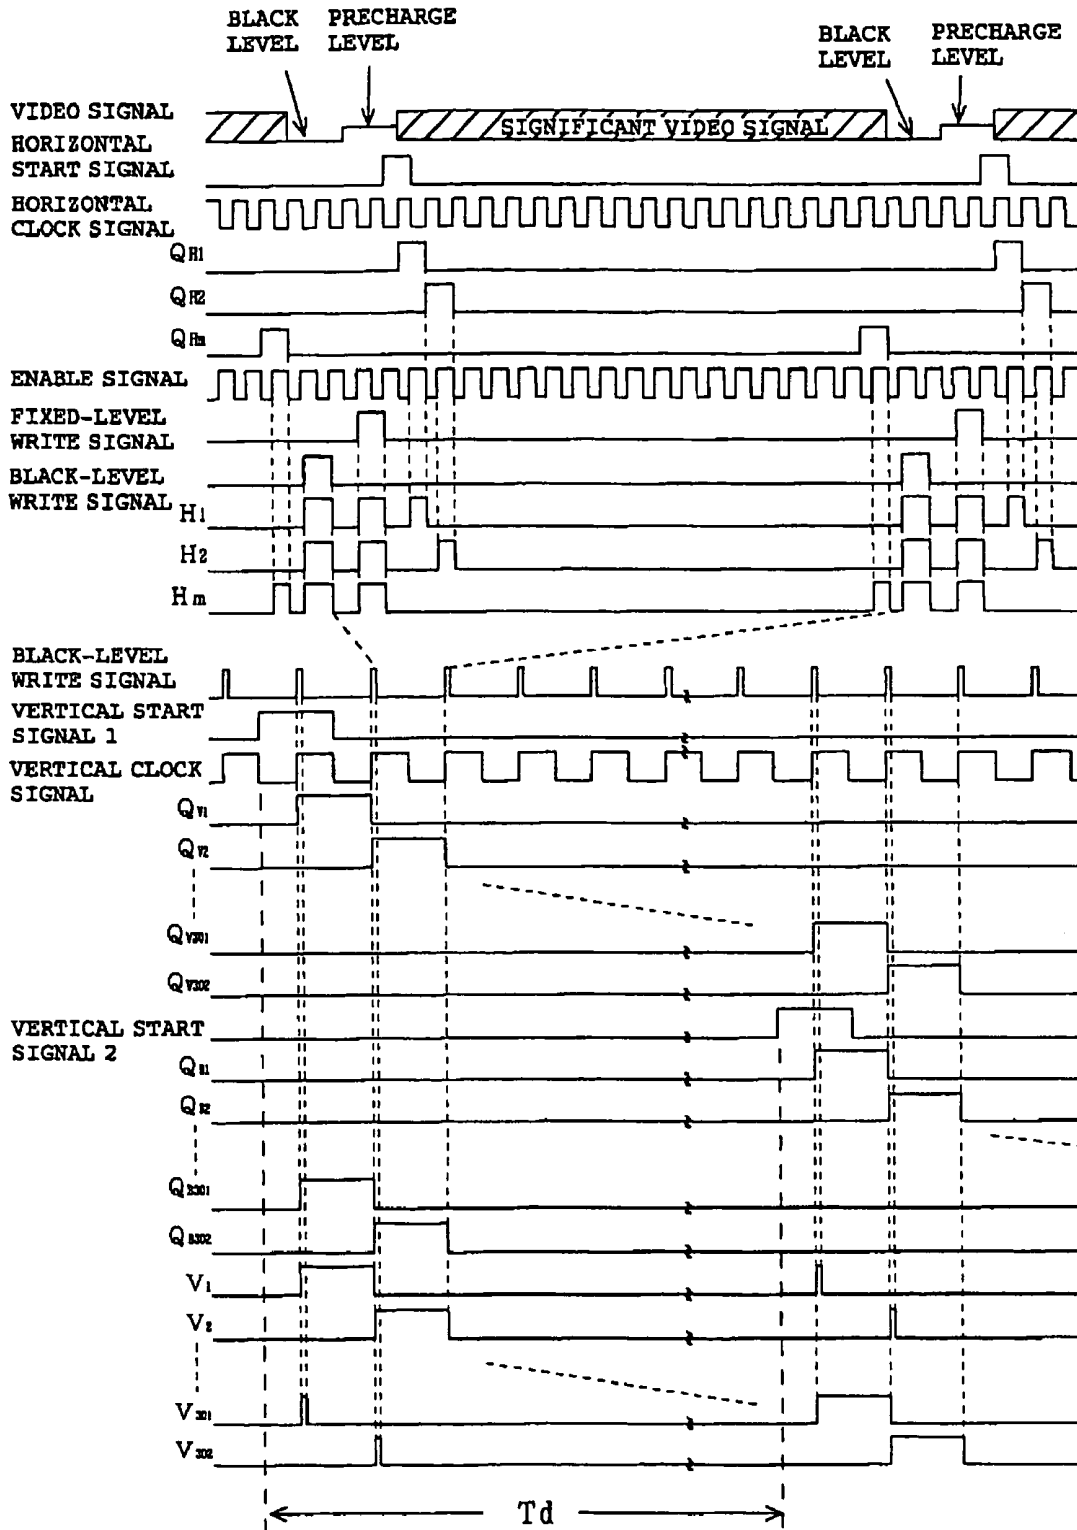 BLACK LEVEL
PRECHARGE LEVEL
BLACK LEVEL
PRECHARGE LEVEL
VIDEO SIGNAL
SIGNIFICANT VIDEO SIGNAL
HORIZONTAL
START SIGNAL
HORIZONTAL
CLOCK SIGNAL
QH1
QH2
QHm
ENABLE SIGNAL
FIXED-LEVEL
WRITE SIGNAL
BLACK-LEVEL
WRITE SIGNAL
H1
H2
Hm
BLACK-LEVEL
WRITE SIGNAL
VERTICAL START
SIGNAL 1
VERTICAL CLOCK
SIGNAL
QV1
QV2
QV301
QV302
VERTICAL START
SIGNAL 2
QB1
QB2
QB301
QB302
V1
V2
V301
V302
Td